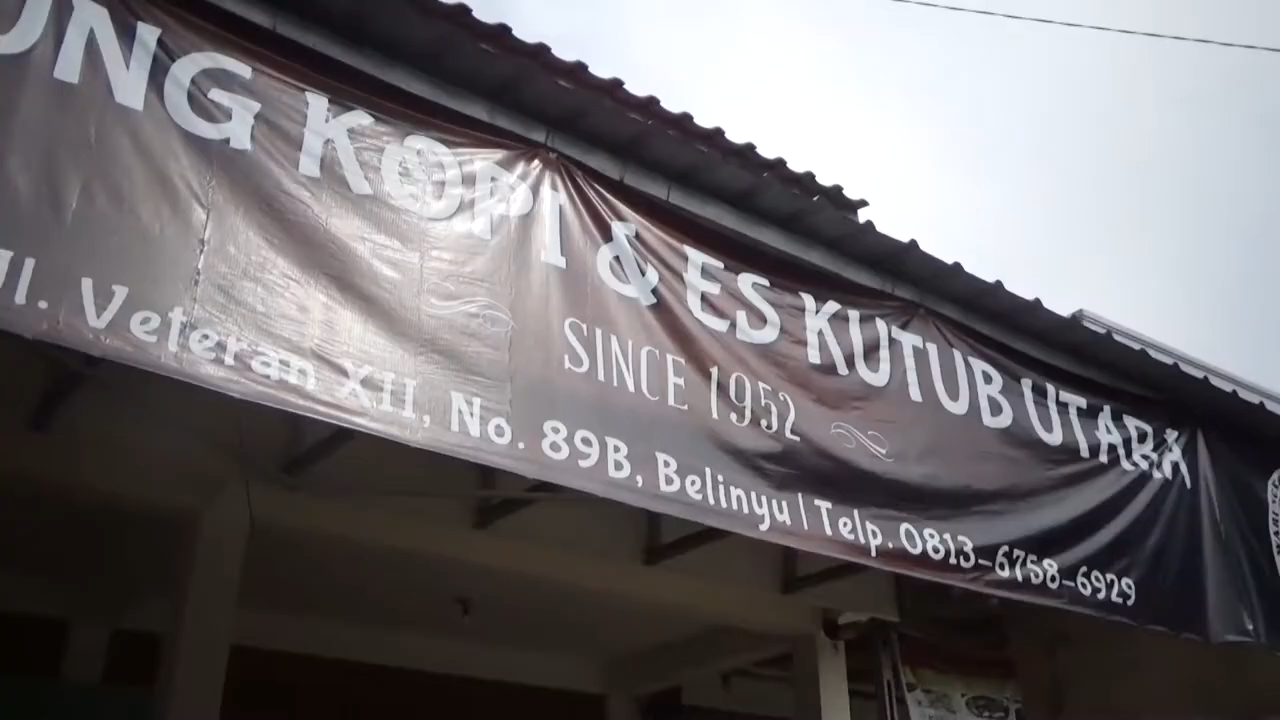 UNG KOPI & ES KUTUB UTARA
SINCE 1952
Jl. Veteran XII, No. 89B, Belinyu | Telp. 0813-6758-6929